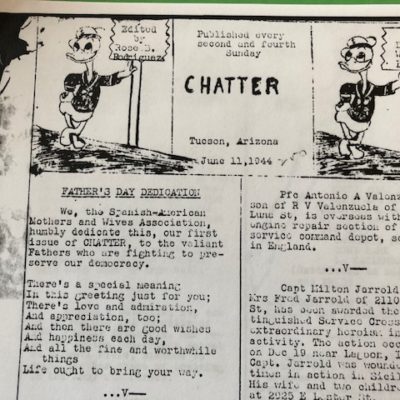 Edited
by
Rose D.
Rodriguez
Published every
second and fourth
Sunday
CHATTER
Tucson, Arizona
June 11, 1944
FATHER'S DAY DEDICATION
We, the Spanish-American
Mothers and Wives Association,
humbly dedicate this, our first
issue of CHATTER, to the valiant
Fathers who are fighting to pre-
serve our democracy.
There's a special meaning
In this greeting just for you;
There's love and admiration,
And appreciation, too;
And then there are good wishes
And happiness each day,
And all the fine and worthwhile
things
Life ought to bring your way.
...V—
Pfc Antonio A Valenz
son of R V Valenzuela of
Luna St, is overseas with
engine repair section of
service command depot, so
in England.
...V—
Capt Milton Jarrold
Mrs Fred Jarrold of 2110
St, has been awarded the
tinguished Service Cross
extraordinary heroism in
activity. The action occ
on Dec 19 near Lagoon, I
Capt. Jarrold was wounde
times in action in Sicil
His wife and two childre
at 2025 E Lester St.
...V—